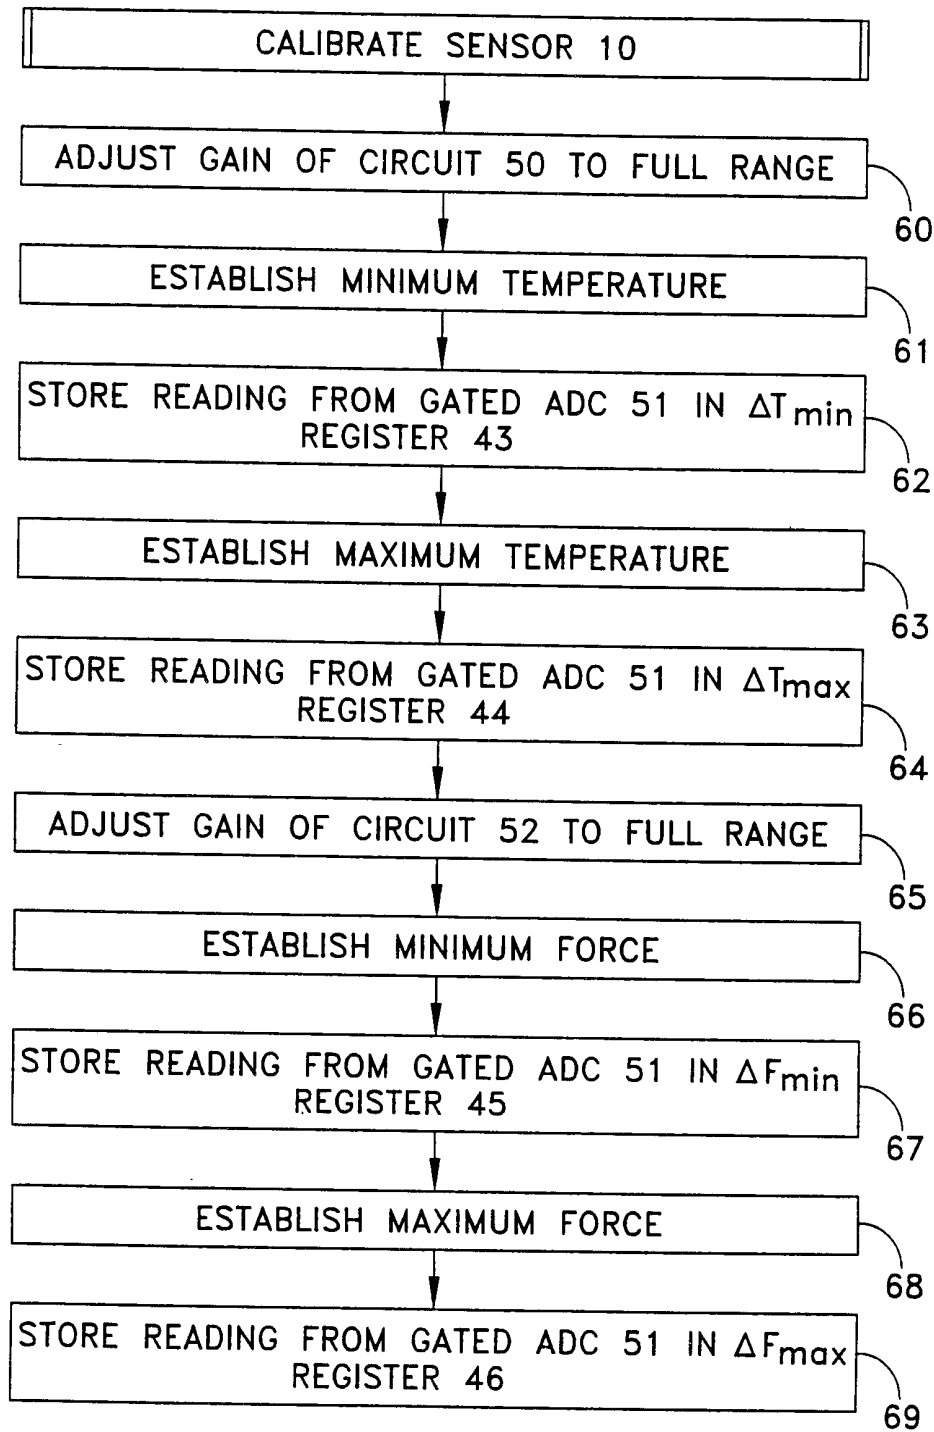 CALIBRATE SENSOR 10
ADJUST GAIN OF CIRCUIT 50 TO FULL RANGE
60
ESTABLISH MINIMUM TEMPERATURE
61
STORE READING FROM GATED ADC 51 IN ΔTmin
REGISTER 43
62
ESTABLISH MAXIMUM TEMPERATURE
63
STORE READING FROM GATED ADC 51 IN ΔTmax
REGISTER 44
64
ADJUST GAIN OF CIRCUIT 52 TO FULL RANGE
65
ESTABLISH MINIMUM FORCE
66
STORE READING FROM GATED ADC 51 IN ΔFmin
REGISTER 45
67
ESTABLISH MAXIMUM FORCE
68
STORE READING FROM GATED ADC 51 IN ΔFmax
REGISTER 46
69